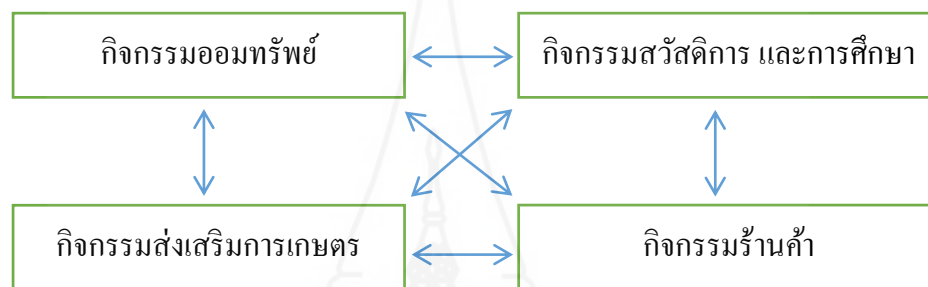 กิจกรรมออมทรัพย์
กิจกรรมสวัสดิการ และการศึกษา
กิจกรรมส่งเสริมการเกษตร
กิจกรรมร้านค้า